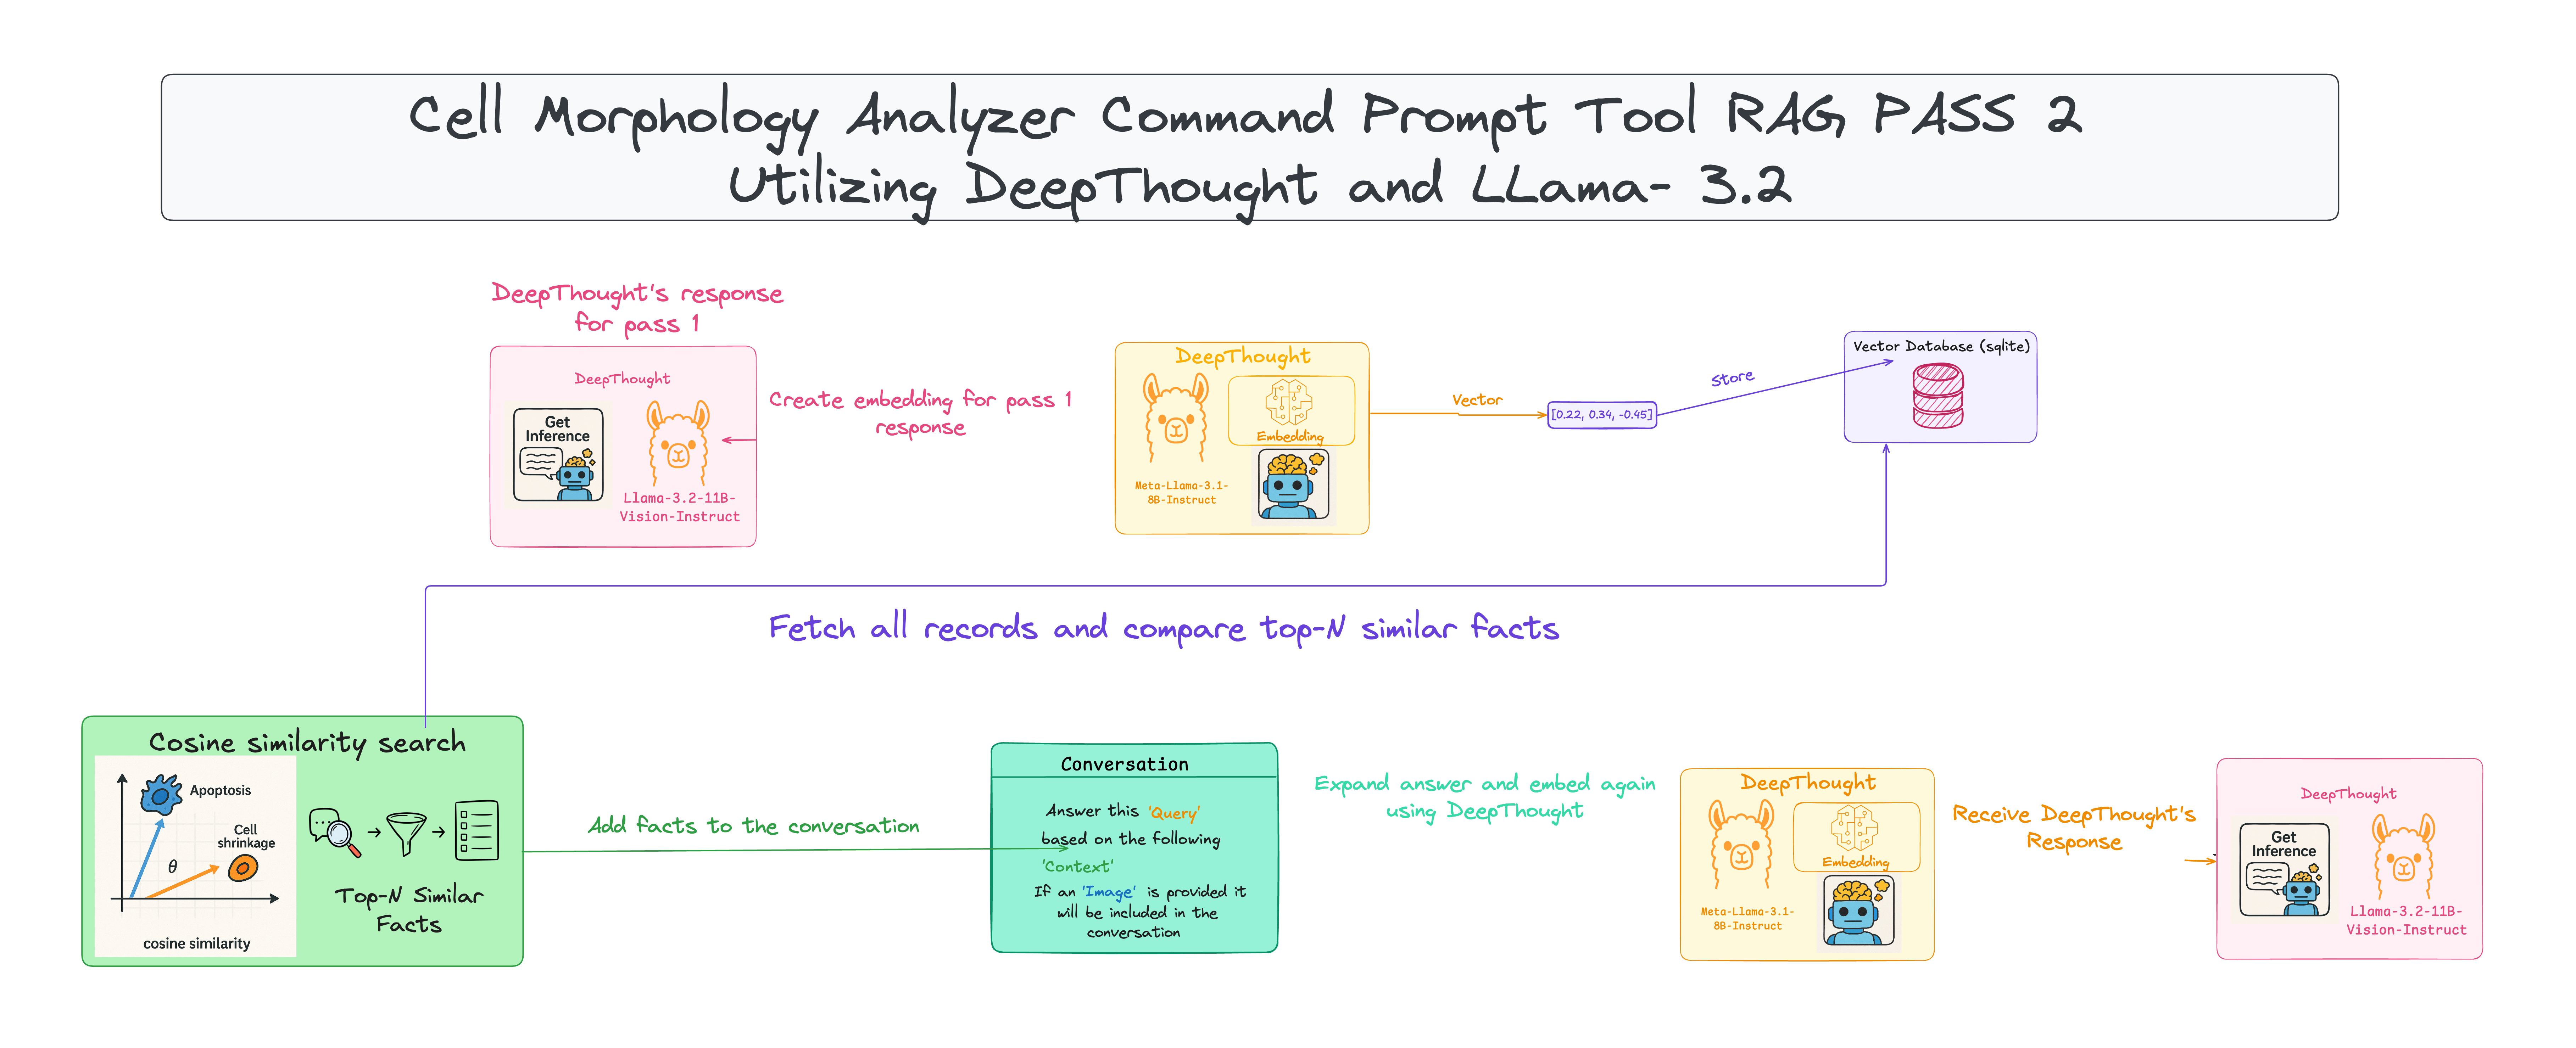 Cell Morphology Analyzer Command Prompt Tool RAG PASS 2
Utilizing DeepThought and LLama- 3.2
DeepThought's response
for pass 1
DeepThought
Get
Inference
Llama-3.2-11B-
Vision-Instruct
Create embedding for pass 1
response
DeepThought
Embedding
Meta-Llama-3.1-
8B-Instruct
Vector
[0.22, 0.34, -0.45]
store
Vector Database (sqlite)
Fetch all records and compare top-N similar facts
Cosine similarity search
Apoptosis
Cell
shrinkage
θ
cosine similarity
Top-N Similar
Facts
Add facts to the conversation
Conversation
Answer this 'Query'
based on the following
'Context'
If an 'Image' is provided it
will be included in the
conversation
Expand answer and embed again
using DeepThought
DeepThought
Embedding
Meta-Llama-3.1-
8B-Instruct
Receive DeepThought's
Response
DeepThought
Get
Inference
Llama-3.2-11B-
Vision-Instruct